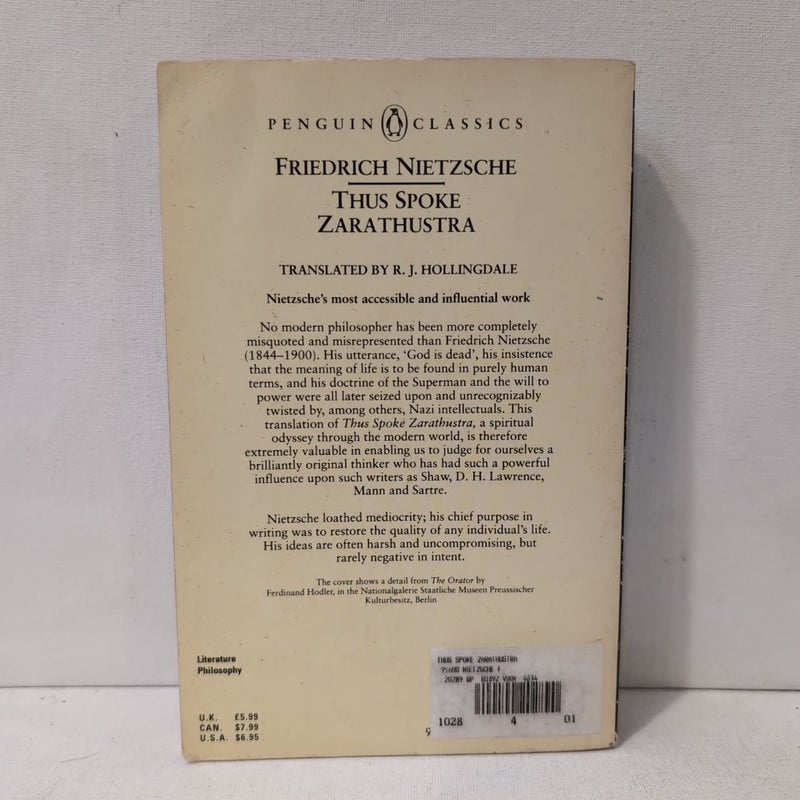 PENGUIN CLASSICS
FRIEDRICH NIETZSCHE
THUS SPOKE
ZARATHUSTRA
TRANSLATED BY R. J. HOLLINGDALE
Nietzsche's most accessible and influential work
No modern philosopher has been more completely
misquoted and misrepresented than Friedrich Nietzsche
(1844–1900). His utterance, 'God is dead', his insistence
that the meaning of life is to be found in purely human
terms, and his doctrine of the Superman and the will to
power were all later seized upon and unrecognizably
twisted by, among others, Nazi intellectuals. This
translation of Thus Spoke Zarathustra, a spiritual
odyssey through the modern world, is therefore
extremely valuable in enabling us to judge for ourselves a
brilliantly original thinker who has had such a powerful
influence upon such writers as Shaw, D. H. Lawrence,
Mann and Sartre.
Nietzsche loathed mediocrity; his chief purpose in
writing was to restore the quality of any individual's life.
His ideas are often harsh and uncompromising, but
rarely negative in intent.
The cover shows a detail from The Orator by
Ferdinand Hodler, in the Nationalgalerie Staatliche Museen Preussischer
Kulturbesitz, Berlin
Literature
Philosophy
U.K. £5.99
CAN. $7.99
U.S.A. $6.95
THUS SPOKE ZARATHUSTRA
95600 NIETZSCHE F
20289 4834
1028 4 01
9